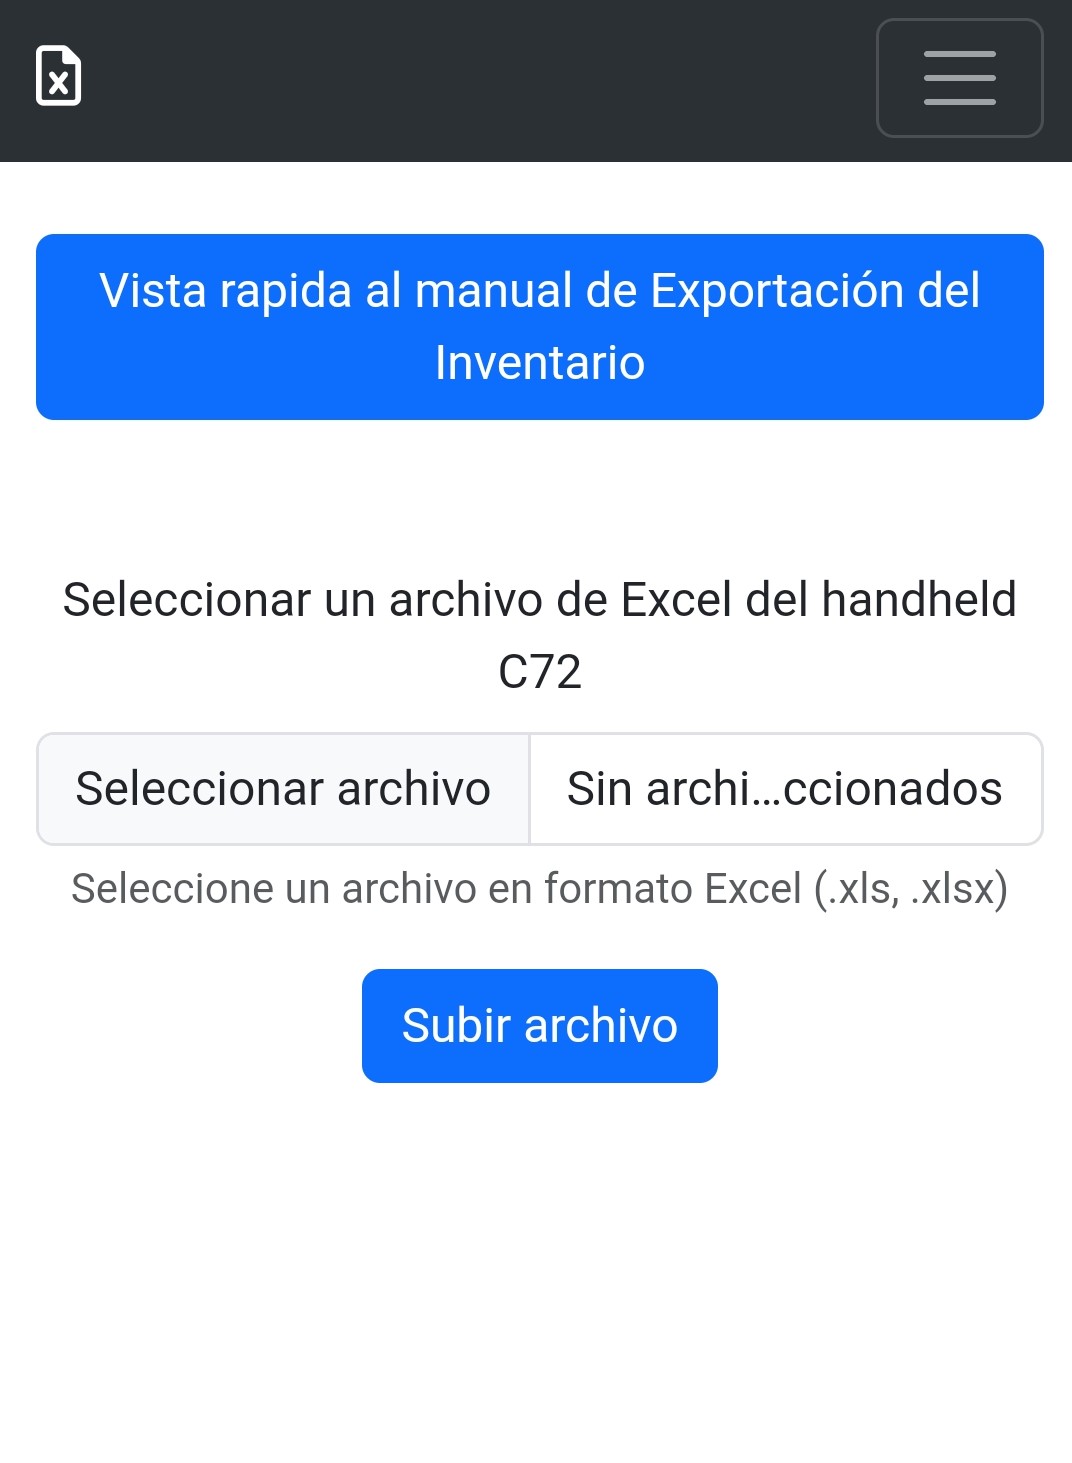 Vista rapida al manual de Exportación del
Inventario
Seleccionar un archivo de Excel del handheld
C72
Seleccionar archivo Sin archi…ccionados
Seleccione un archivo en formato Excel (.xls, .xlsx)
Subir archivo